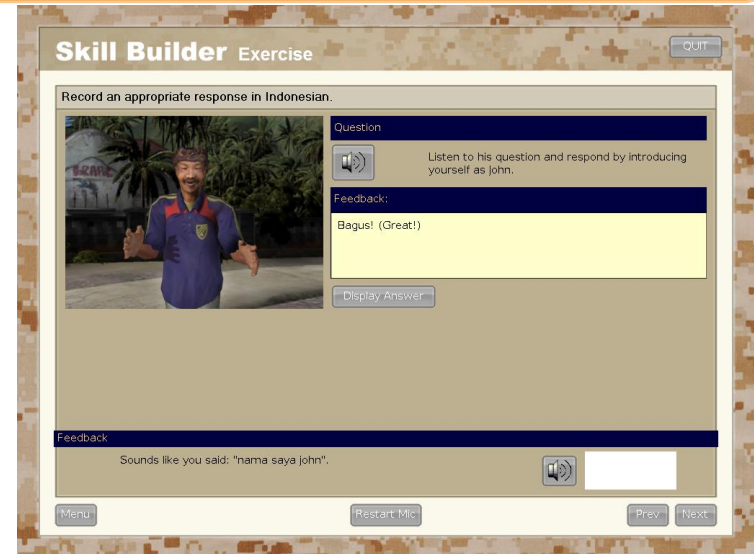 Skill Builder Exercise
QUIT
Record an appropriate response in Indonesian.
Question
Listen to his question and respond by introducing
yourself as John.
Feedback:
Bagus! (Great!)
Display Answer
Feedback
Sounds like you said: "nama saya john".
Menu
Restart Mic
Prev
Next